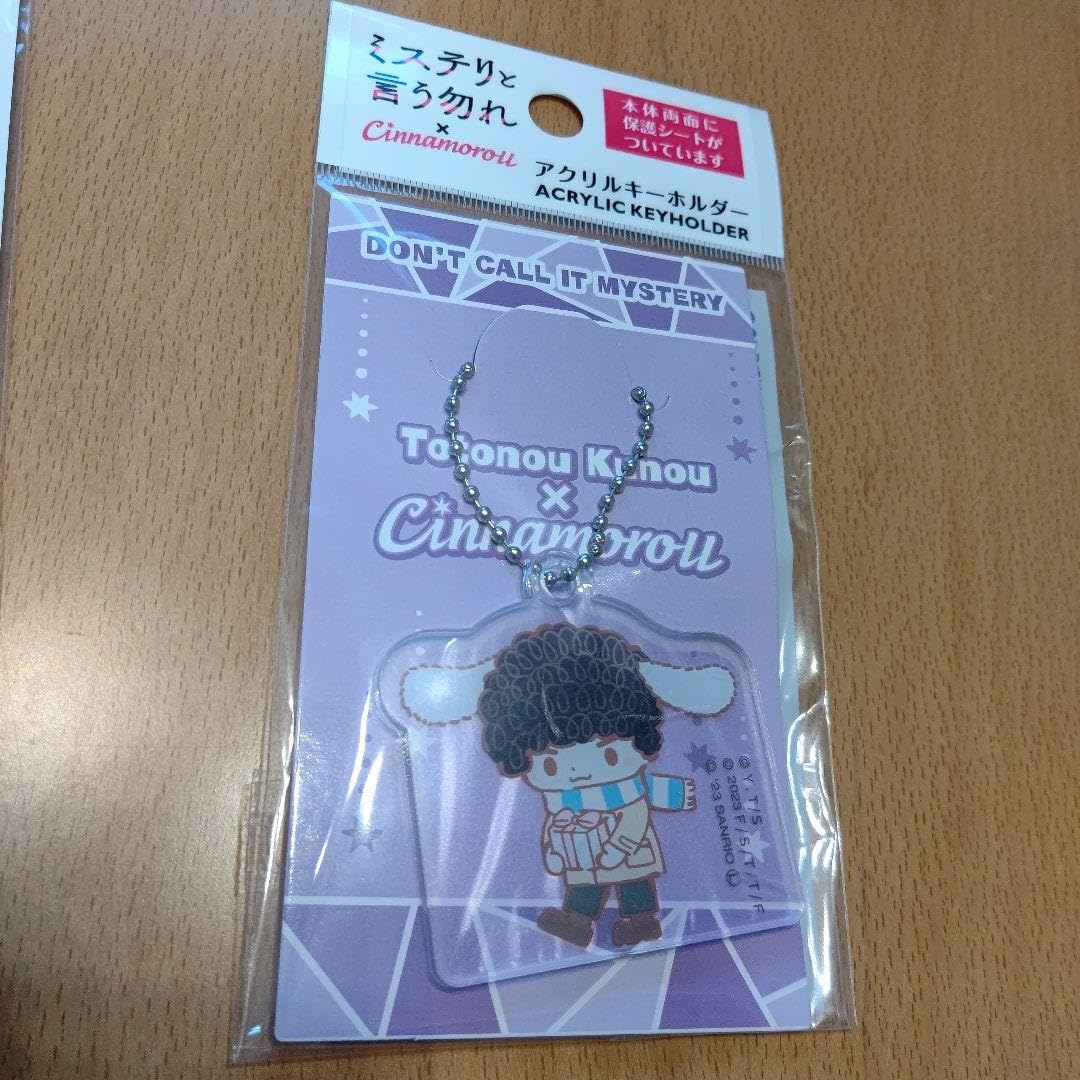 ミステリと
言う勿れ
×
Cinnamoroll
本体両面に
保護シートが
ついています
アクリルキーホルダー
ACRYLIC KEYHOLDER
DON'T CALL IT MYSTERY
Totonou Kunou
×
Cinnamoroll
© Y・T/S
© 2023 F/S/T/T/F
© '23 SANRIO Ⓛ